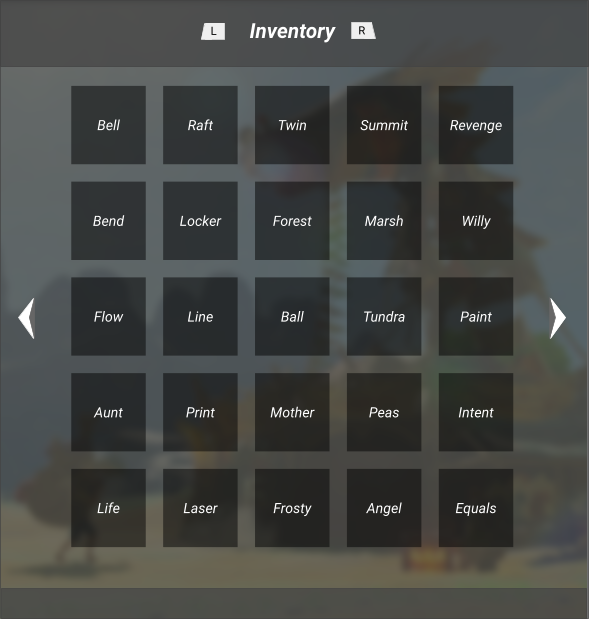 L Inventory R
Bell Raft Twin Summit Revenge
Bend Locker Forest Marsh Willy
Flow Line Ball Tundra Paint
Aunt Print Mother Peas Intent
Life Laser Frosty Angel Equals